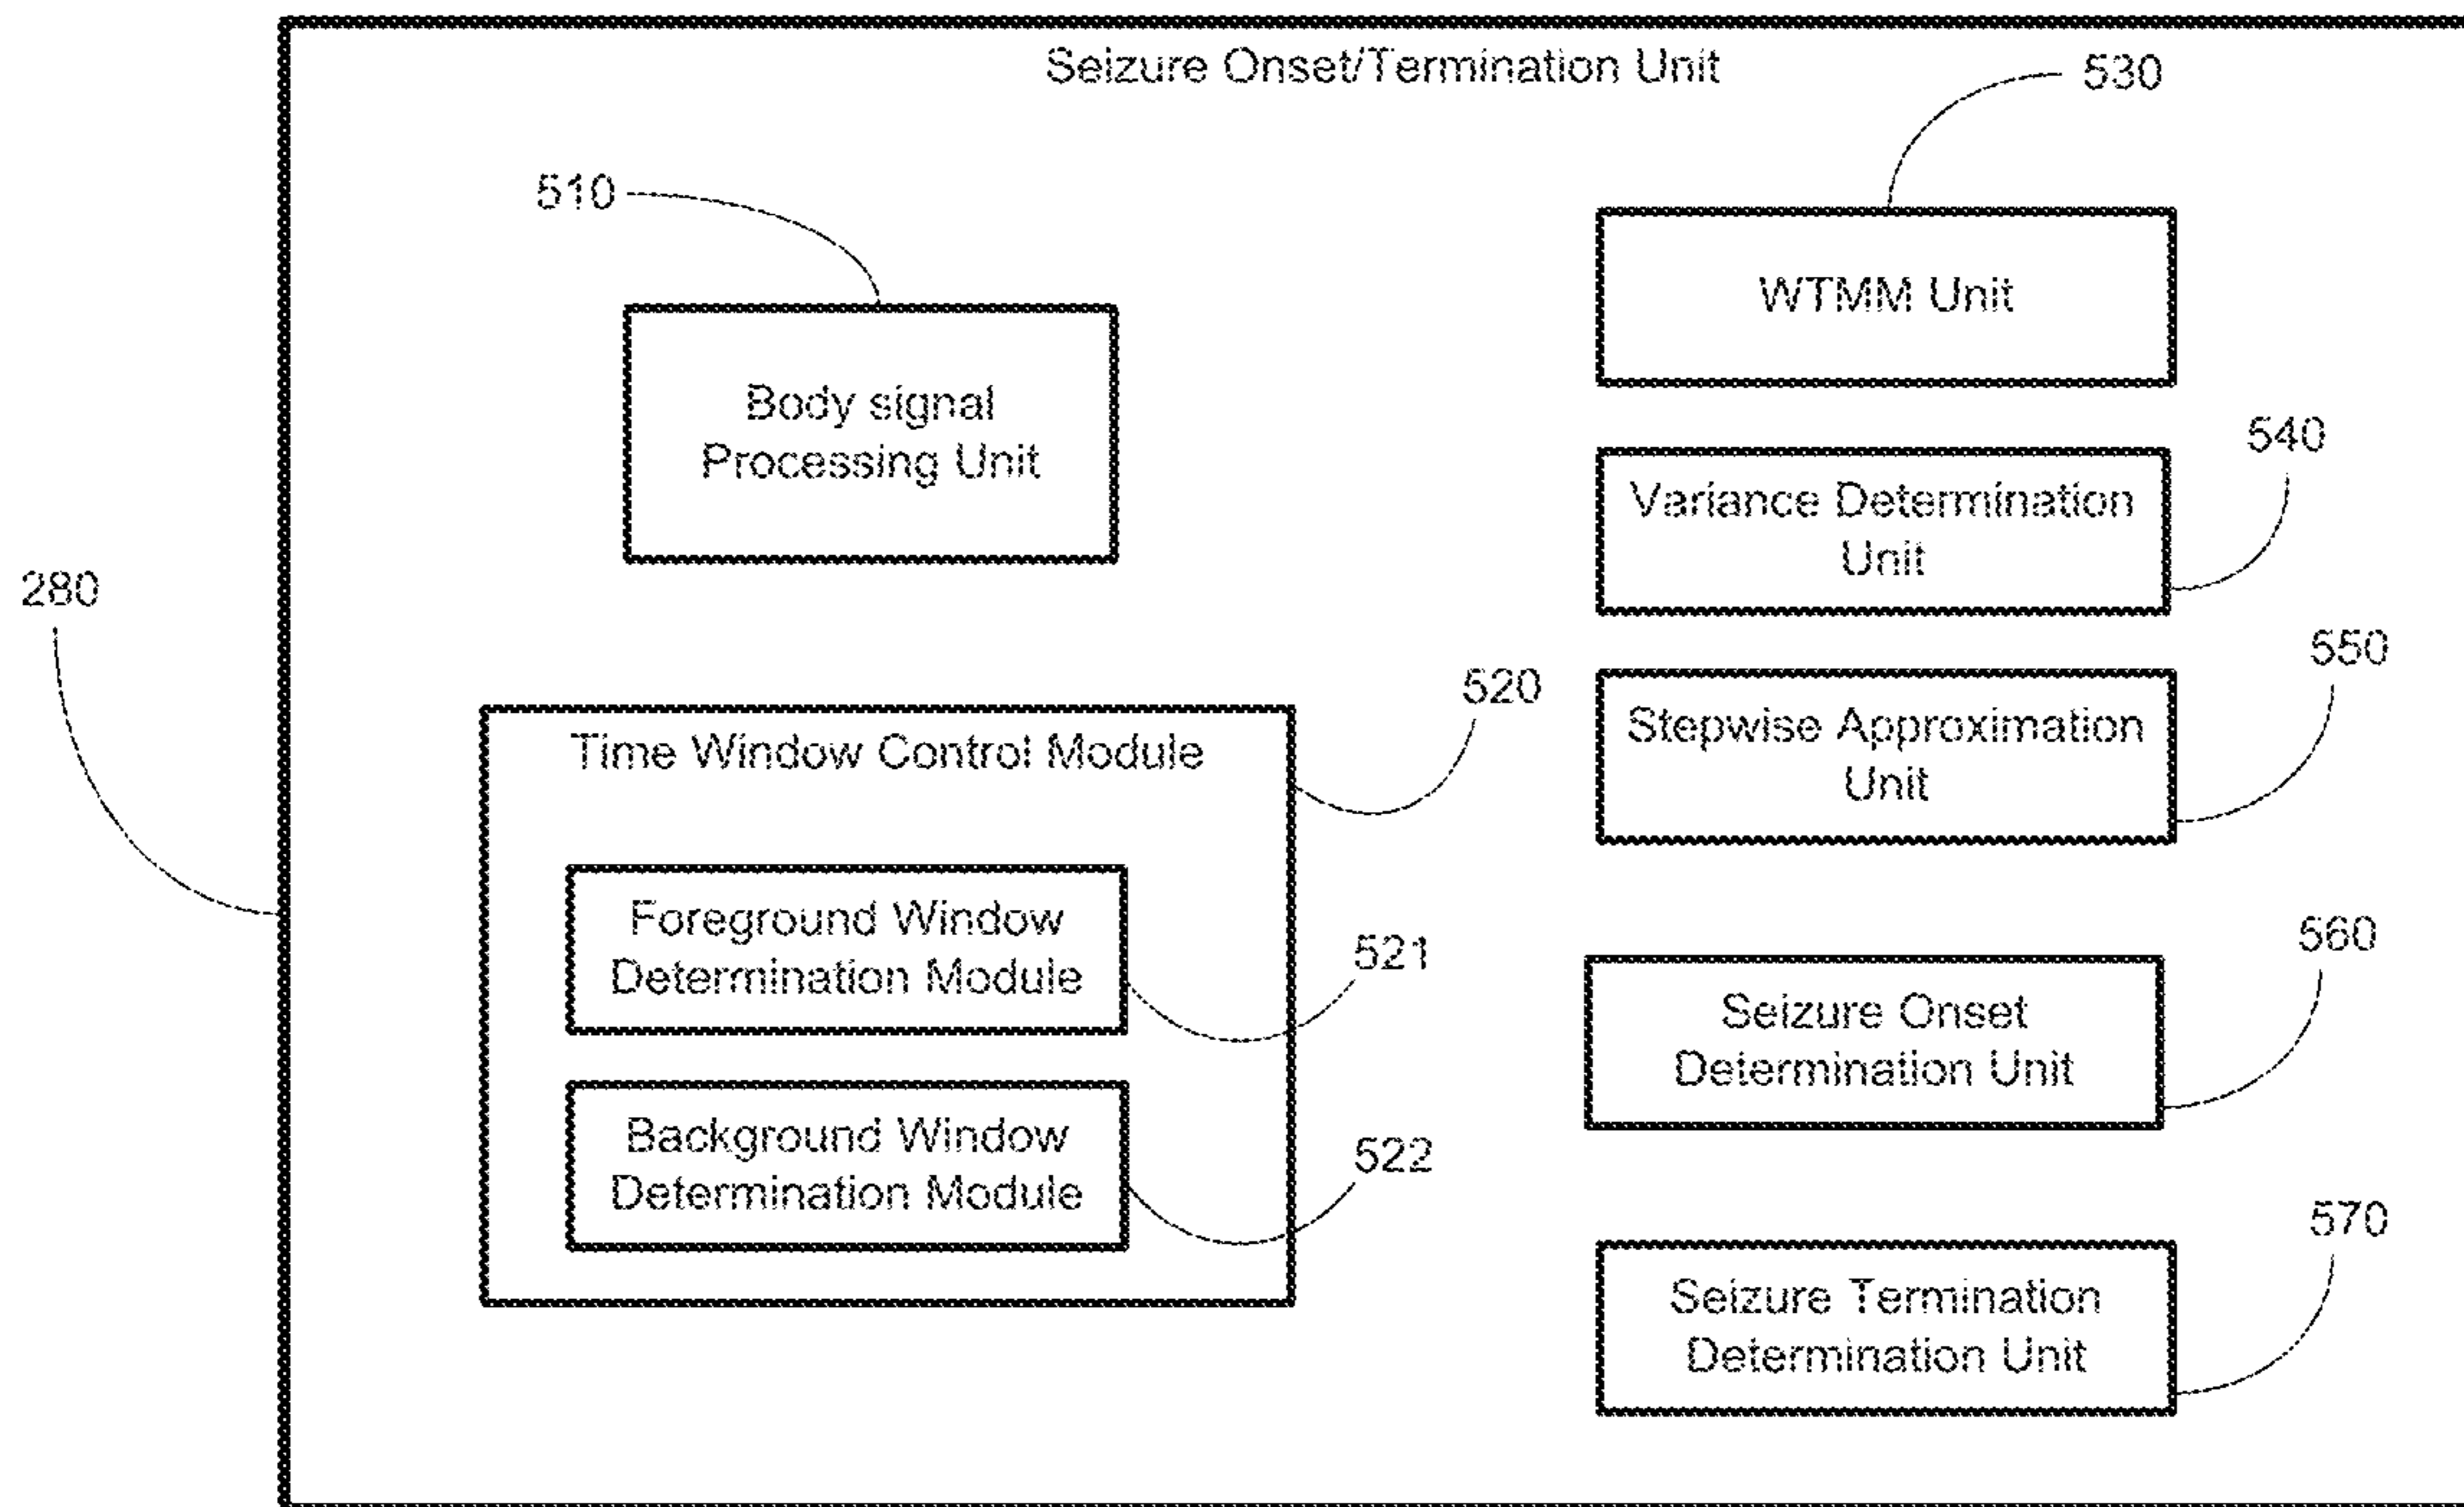 Seizure Onset/Termination Unit
530
510
WTMM Unit
Body signal
Processing Unit
540
Variance Determination
Unit
280
550
520
Stepwise Approximation
Unit
Time Window Control Module
Foreground Window
Determination Module
521
560
Seizure Onset
Determination Unit
Background Window
Determination Module
522
570
Seizure Termination
Determination Unit